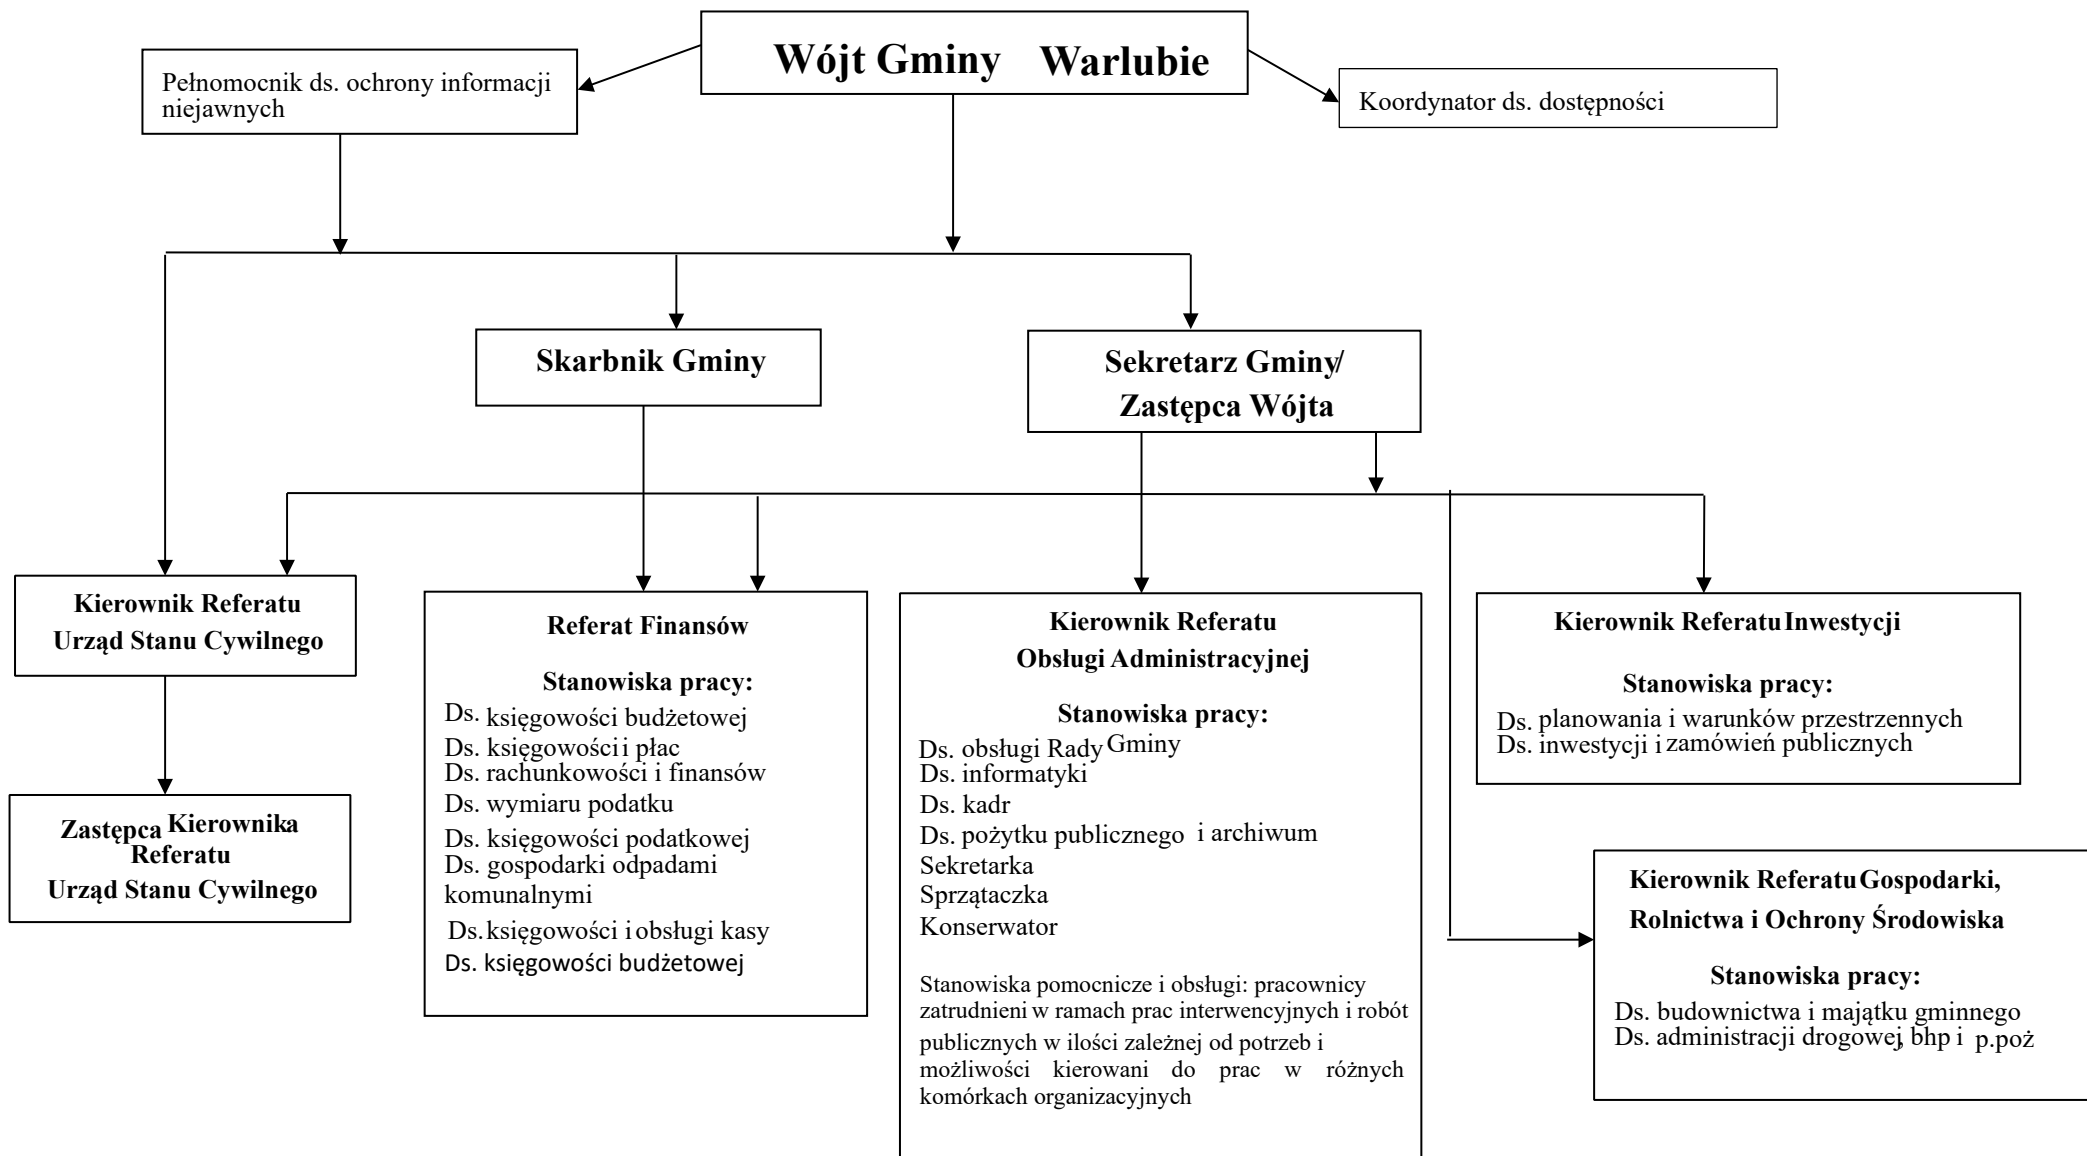 Wójt Gminy Warlubie
Pełnomocnik ds. ochrony informacji
niejawnych
Koordynator ds. dostępności
Skarbnik Gminy
Sekretarz Gminy/
Zastępca Wójta
Kierownik Referatu
Urząd Stanu Cywilnego
Zastępca Kierownika
Referatu
Urząd Stanu Cywilnego
Referat Finansów
Stanowiska pracy:
Ds. księgowości budżetowej
Ds. księgowości i płac
Ds. rachunkowości i finansów
Ds. wymiaru podatku
Ds. księgowości podatkowej
Ds. gospodarki odpadami
komunalnymi
Ds. księgowości i obsługi kasy
Ds. księgowości budżetowej
Kierownik Referatu
Obsługi Administracyjnej
Stanowiska pracy:
Ds. obsługi Rady Gminy
Ds. informatyki
Ds. kadr
Ds. pożytku publicznego i archiwum
Sekretarka
Sprzątaczka
Konserwator
Stanowiska pomocnicze i obsługi: pracownicy
zatrudnieni w ramach prac interwencyjnych i robót
publicznych w ilości zależnej od potrzeb i
możliwości kierowani do prac w różnych
komórkach organizacyjnych
Kierownik Referatu Inwestycji
Stanowiska pracy:
Ds. planowania i warunków przestrzennych
Ds. inwestycji i zamówień publicznych
Kierownik Referatu Gospodarki,
Rolnictwa i Ochrony Środowiska
Stanowiska pracy:
Ds. budownictwa i majątku gminnego
Ds. administracji drogowej, bhp i p.poż